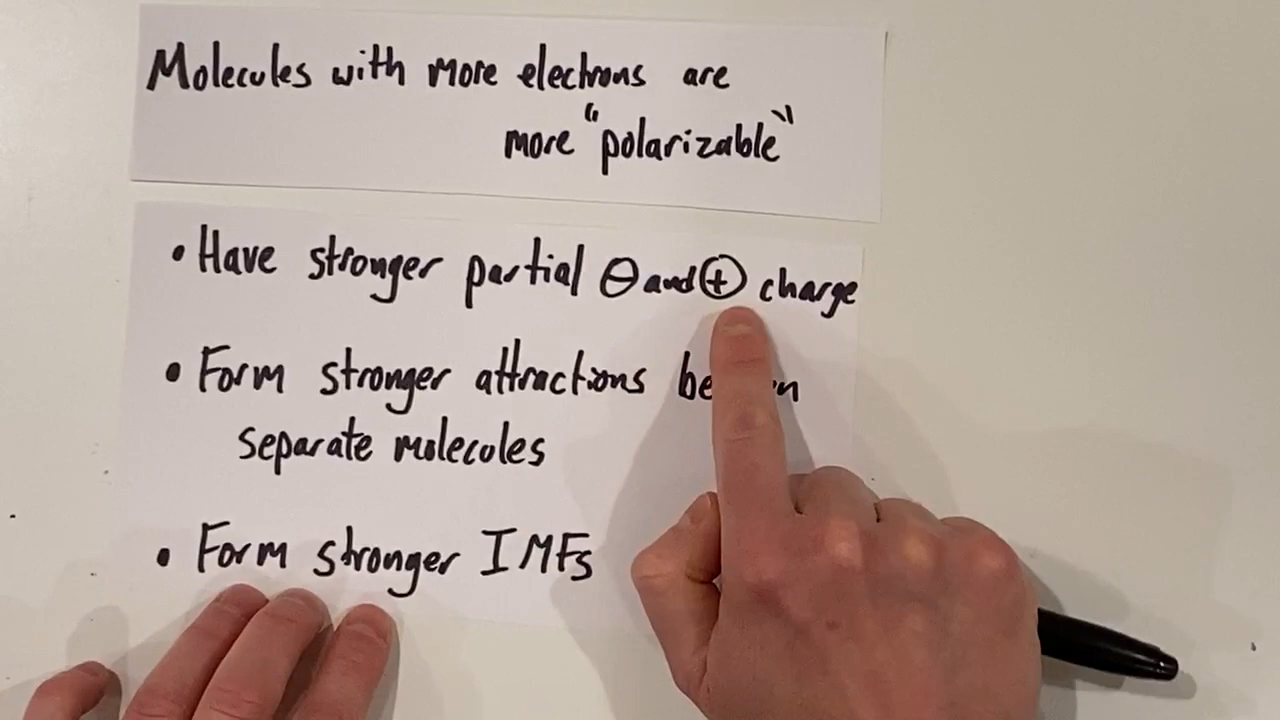 Molecules with more electrons are
more "polarizable"
• Have stronger partial ⊖ and ⊕ charge
• Form stronger attractions
separate molecules
• Form stronger IMFs